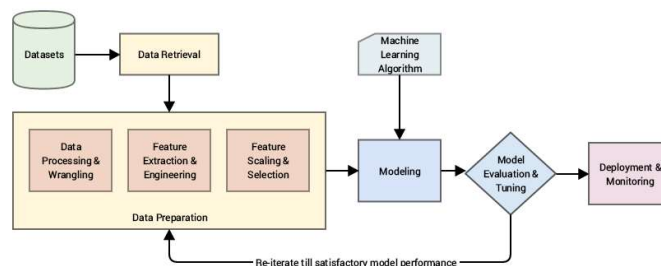 Datasets
Data Retrieval
Machine
Learning
Algorithm
Data
Processing &
Wrangling
Feature
Extraction &
Engineering
Feature
Scaling &
Selection
Data Preparation
Modeling
Model
Evaluation &
Tuning
Deployment &
Monitoring
Re-iterate till satisfactory model performance